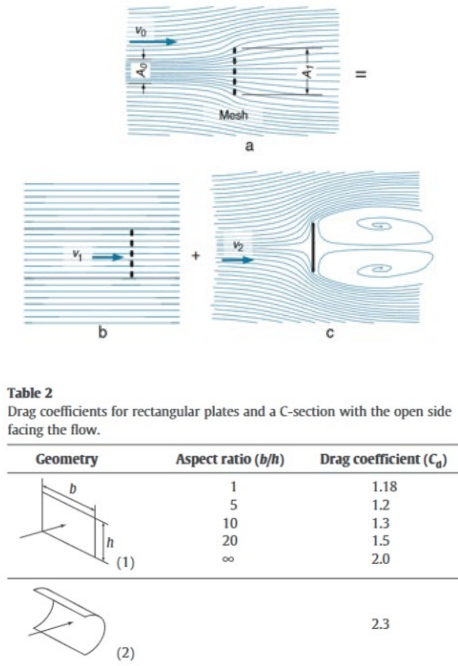 v0
A0
A1
=
Mesh
a
v1
+
v2
b
c
Table 2
Drag coefficients for rectangular plates and a C-section with the open side
facing the flow.
Geometry Aspect ratio (b/h) Drag coefficient (Cd)
b
h
(1)
1 1.18
5 1.2
10 1.3
20 1.5
∞ 2.0
2.3
(2)